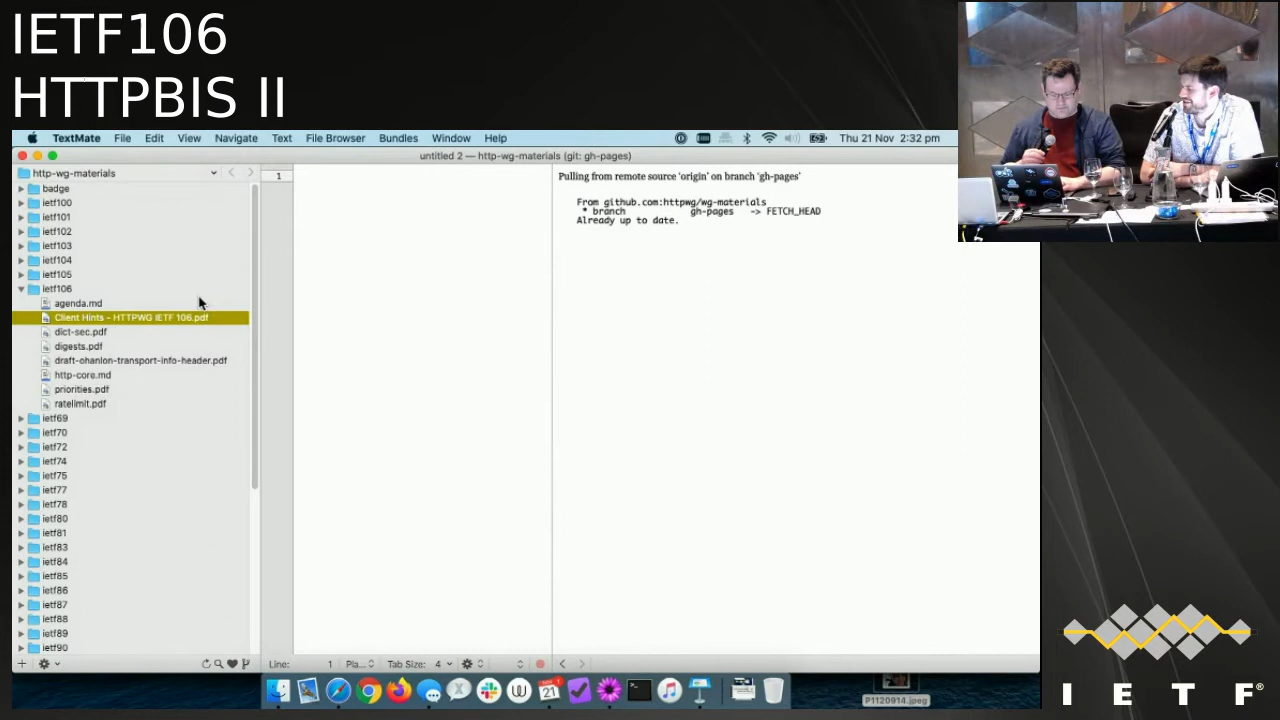 IETF106
HTTPBIS II
TextMate File Edit View Navigate Text File Browser Bundles Window Help Thu 21 Nov 2:32 pm
untitled 2 — http-wg-materials (git: gh-pages)
http-wg-materials
badge
ietf100
ietf101
ietf102
ietf103
ietf104
ietf105
ietf106
agenda.md
Client Hints - HTTPWG IETF 106.pdf
dict-sec.pdf
digests.pdf
draft-ohanlon-transport-info-header.pdf
http-core.md
priorities.pdf
ratelimit.pdf
ietf69
ietf70
ietf72
ietf74
ietf75
ietf77
ietf78
ietf80
ietf81
ietf83
ietf84
ietf85
ietf86
ietf87
ietf88
ietf89
ietf90
1
Pulling from remote source 'origin' on branch 'gh-pages'
From github.com:httpwg/wg-materials
* branch gh-pages -> FETCH_HEAD
Already up to date.
Line: 1 Pla... Tab Size: 4
21
P1120914.jpeg
I E T F®